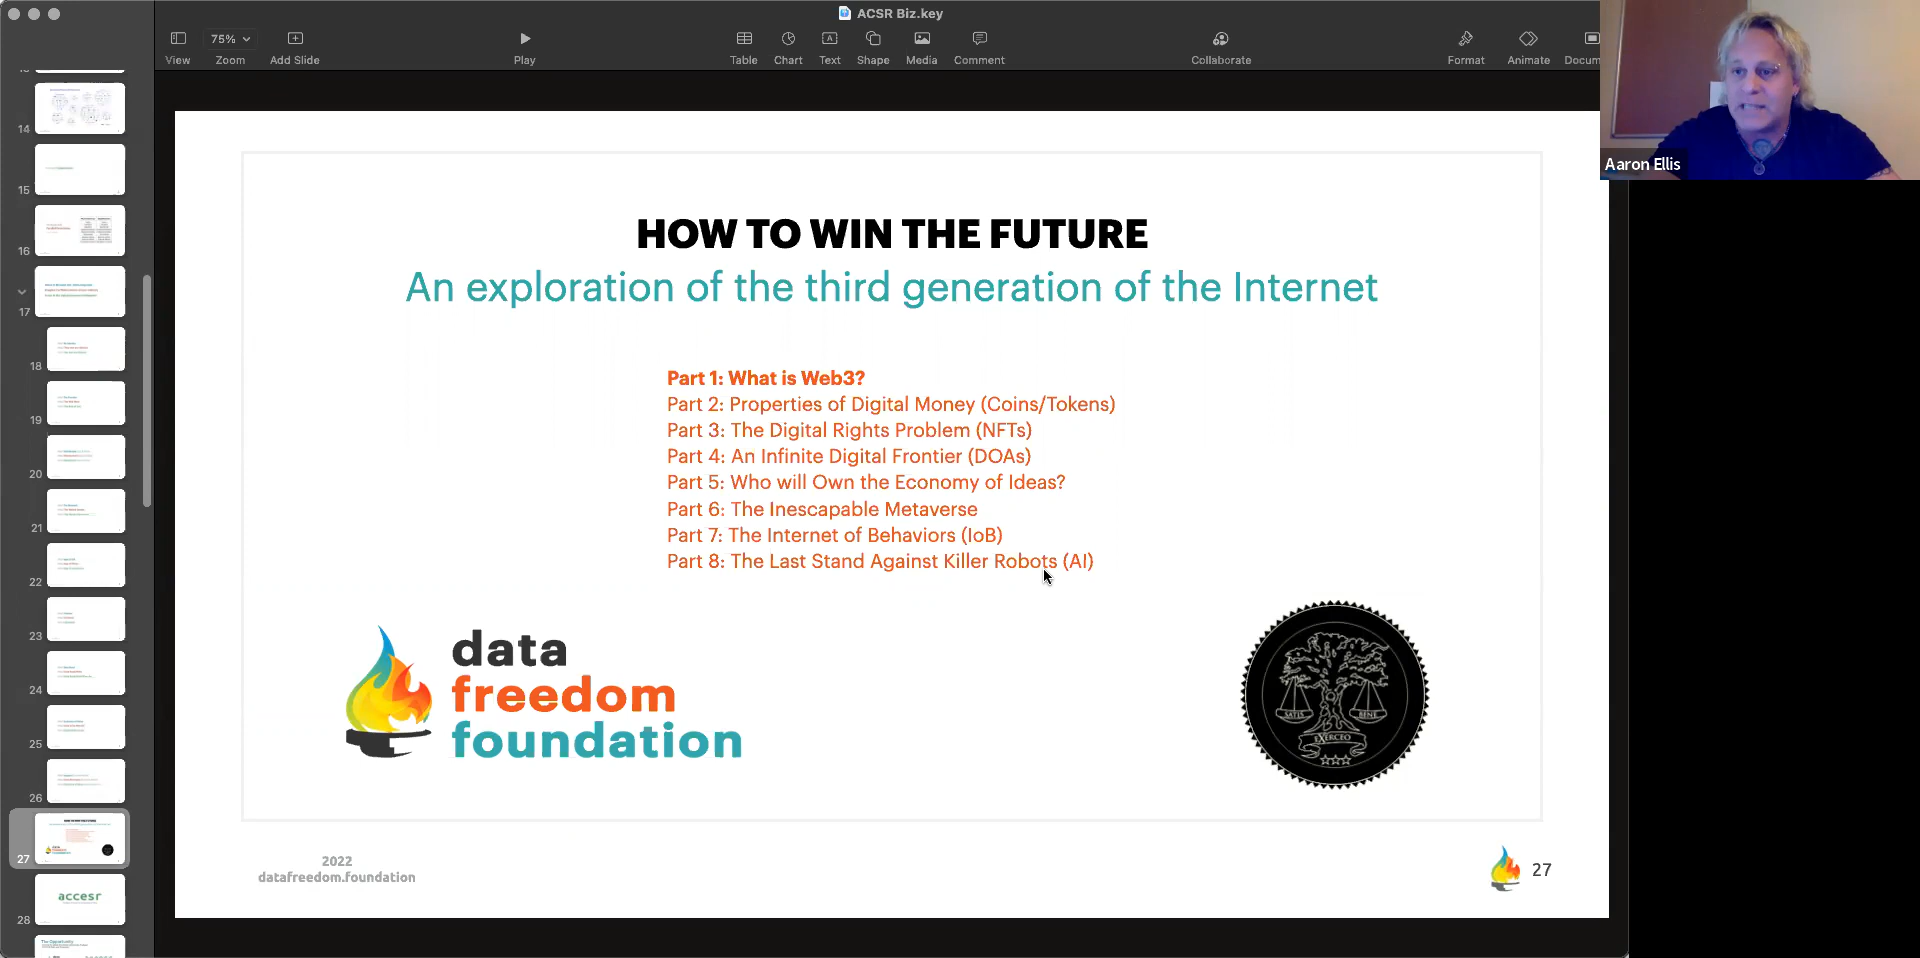 ACSR Biz.key
75%
View
Zoom
Add Slide
Play
Table
Chart
Text
Shape
Media
Comment
Collaborate
Format
Animate
Docum
Aaron Ellis
14
15
16
17
18
19
20
21
22
23
24
25
26
27
28
accesr
The Opportunity
HOW TO WIN THE FUTURE
An exploration of the third generation of the Internet
Part 1: What is Web3?
Part 2: Properties of Digital Money (Coins/Tokens)
Part 3: The Digital Rights Problem (NFTs)
Part 4: An Infinite Digital Frontier (DOAs)
Part 5: Who will Own the Economy of Ideas?
Part 6: The Inescapable Metaverse
Part 7: The Internet of Behaviors (IoB)
Part 8: The Last Stand Against Killer Robots (AI)
data
freedom
foundation
SATIS BENE
EXERCEO
2022
datafreedom.foundation
27